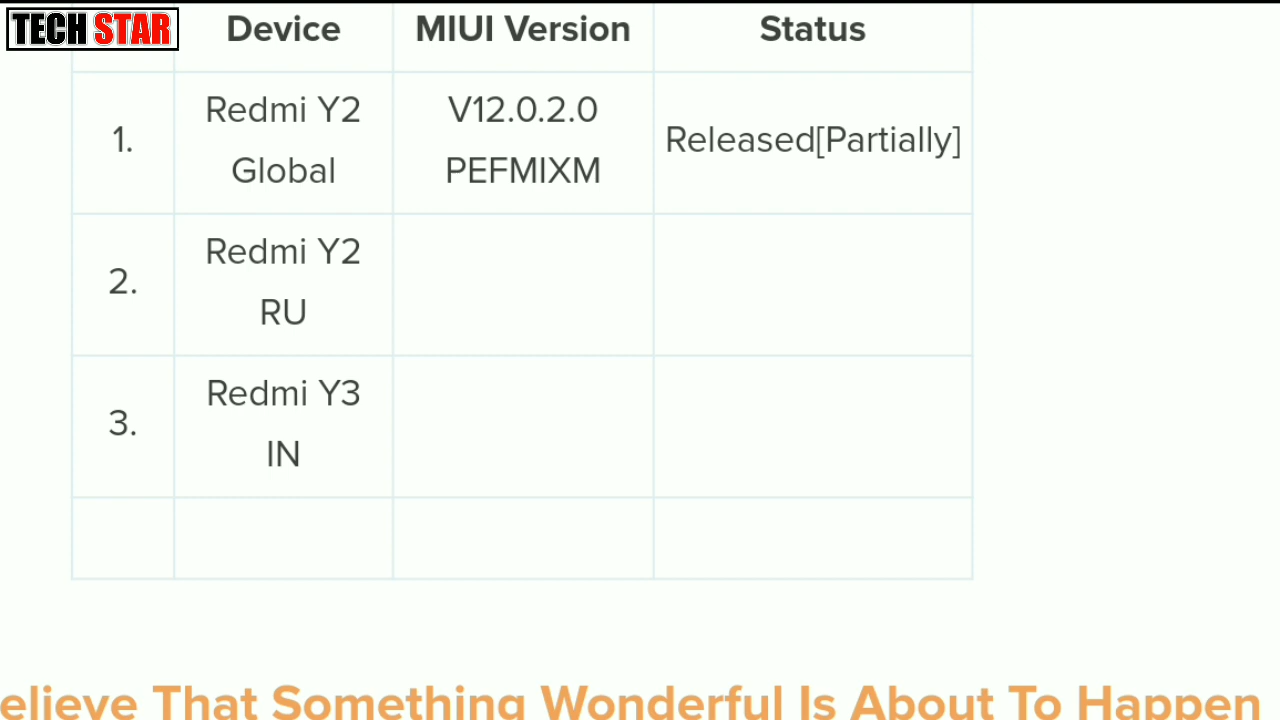 TECH STAR
Device MIUI Version Status
1. Redmi Y2 Global V12.0.2.0 PEFMIXM Released[Partially]
2. Redmi Y2 RU
3. Redmi Y3 IN
elieve That Something Wonderful Is About To Happen